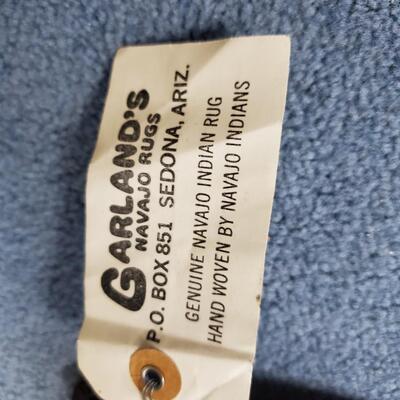 GARLAND'S
NAVAJO RUGS
P.O. BOX 851 SEDONA, ARIZ.
GENUINE NAVAJO INDIAN RUG
HAND WOVEN BY NAVAJO INDIANS